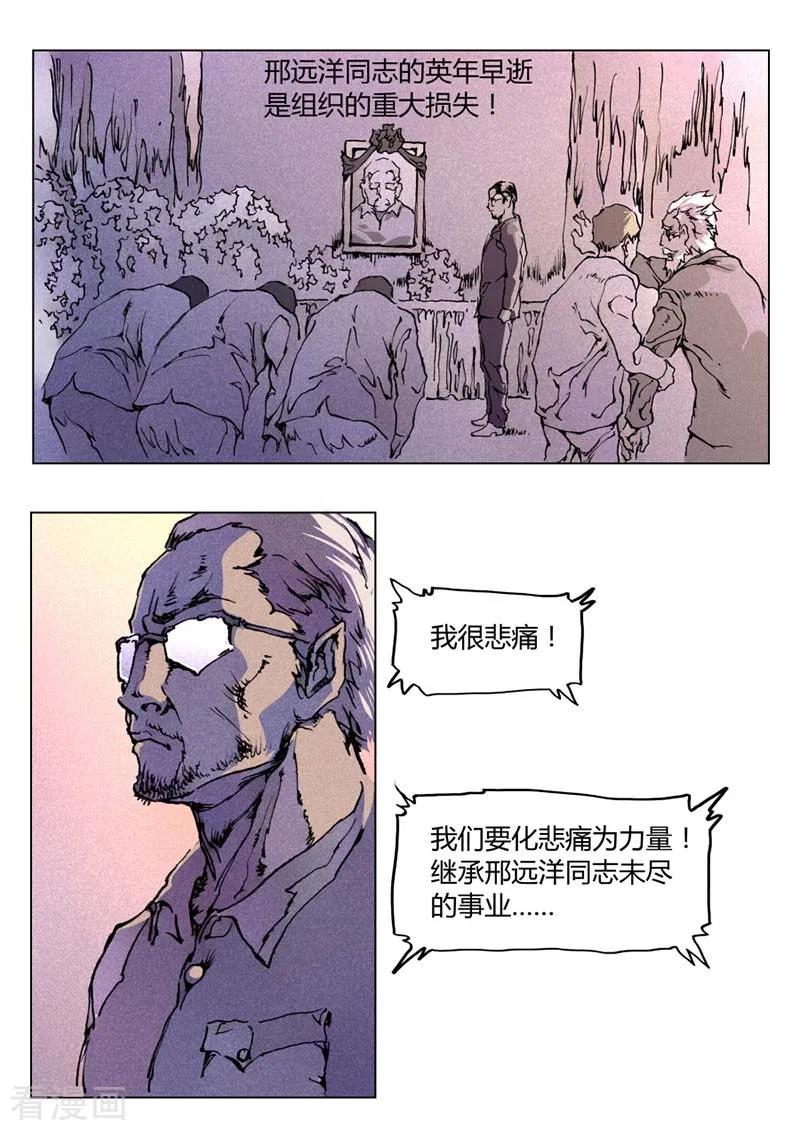 邢远洋同志的英年早逝
是组织的重大损失！
我很悲痛！
我们要化悲痛为力量！
继承邢远洋同志未尽
的事业……
看漫画